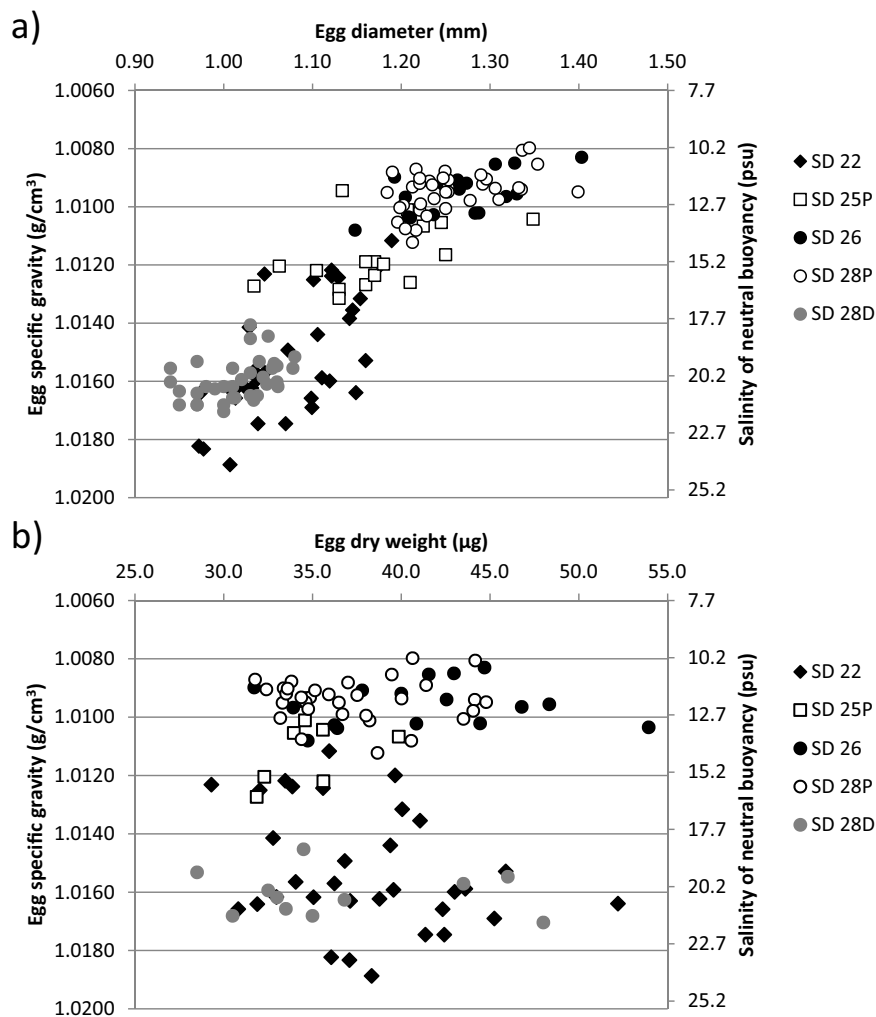 a)
Egg diameter (mm)
0.90 1.00 1.10 1.20 1.30 1.40 1.50
1.0060
1.0080
1.0100
1.0120
1.0140
1.0160
1.0180
1.0200
Egg specific gravity (g/cm³)
7.7
10.2
12.7
15.2
17.7
20.2
22.7
25.2
Salinity of neutral buoyancy (psu)
SD 22
SD 25P
SD 26
SD 28P
SD 28D
b)
Egg dry weight (µg)
25.0 30.0 35.0 40.0 45.0 50.0 55.0
1.0060
1.0080
1.0100
1.0120
1.0140
1.0160
1.0180
1.0200
Egg specific gravity (g/cm³)
7.7
10.2
12.7
15.2
17.7
20.2
22.7
25.2
Salinity of neutral buoyancy (psu)
SD 22
SD 25P
SD 26
SD 28P
SD 28D